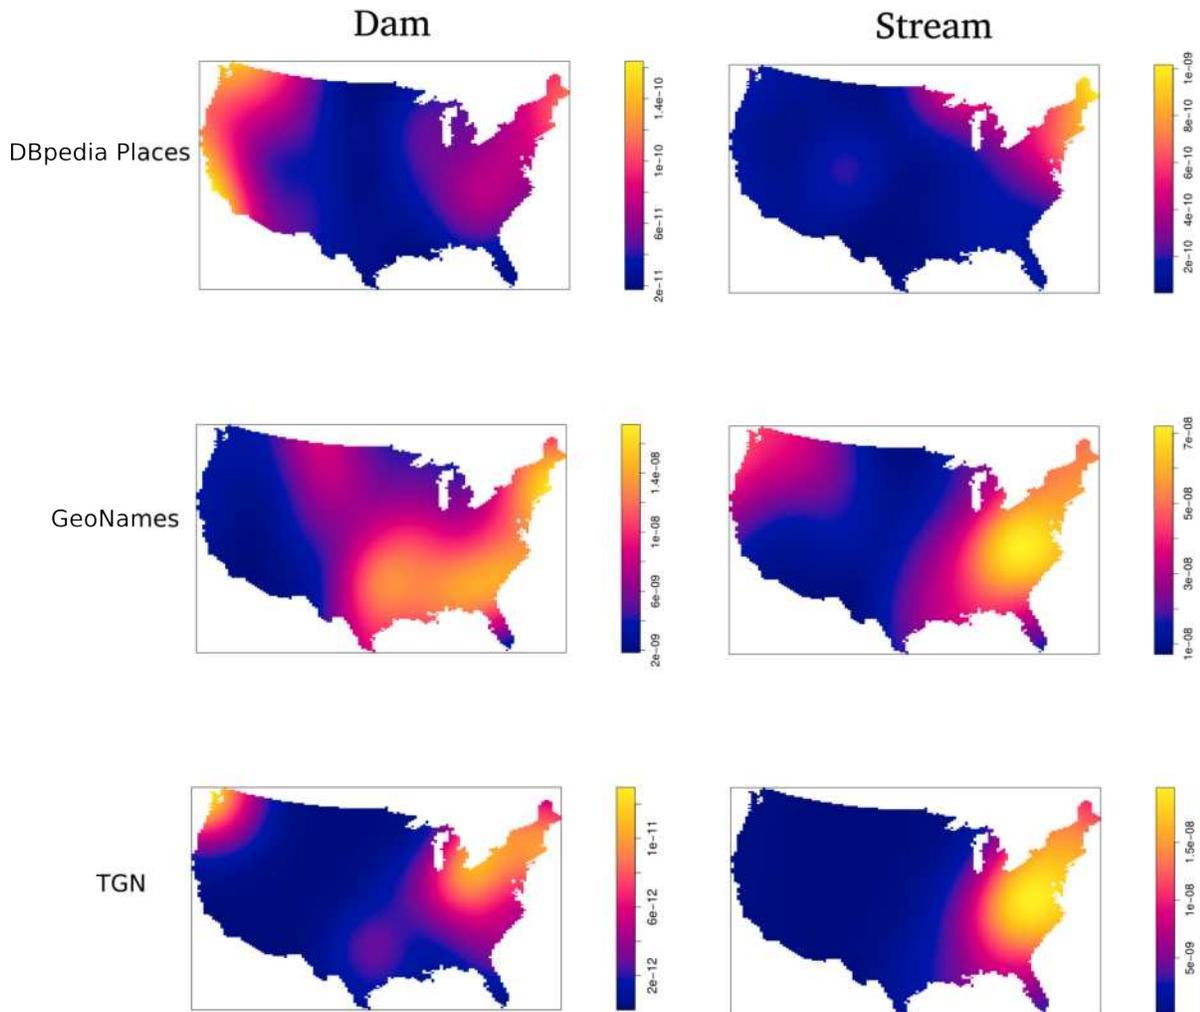 Dam
Stream
DBpedia Places
2e−11
6e−11
1e−10
1.4e−10
2e−10
4e−10
6e−10
8e−10
1e−09
GeoNames
2e−09
6e−09
1e−08
1.4e−08
1e−08
3e−08
5e−08
7e−08
TGN
2e−12
6e−12
1e−11
5e−09
1e−08
1.5e−08